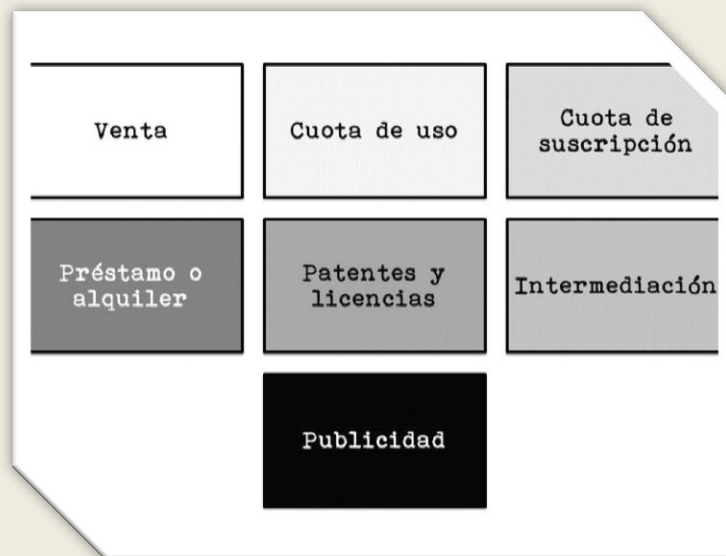 Venta
Cuota de uso
Cuota de
suscripción
Préstamo o
alquiler
Patentes y
licencias
Intermediación
Publicidad